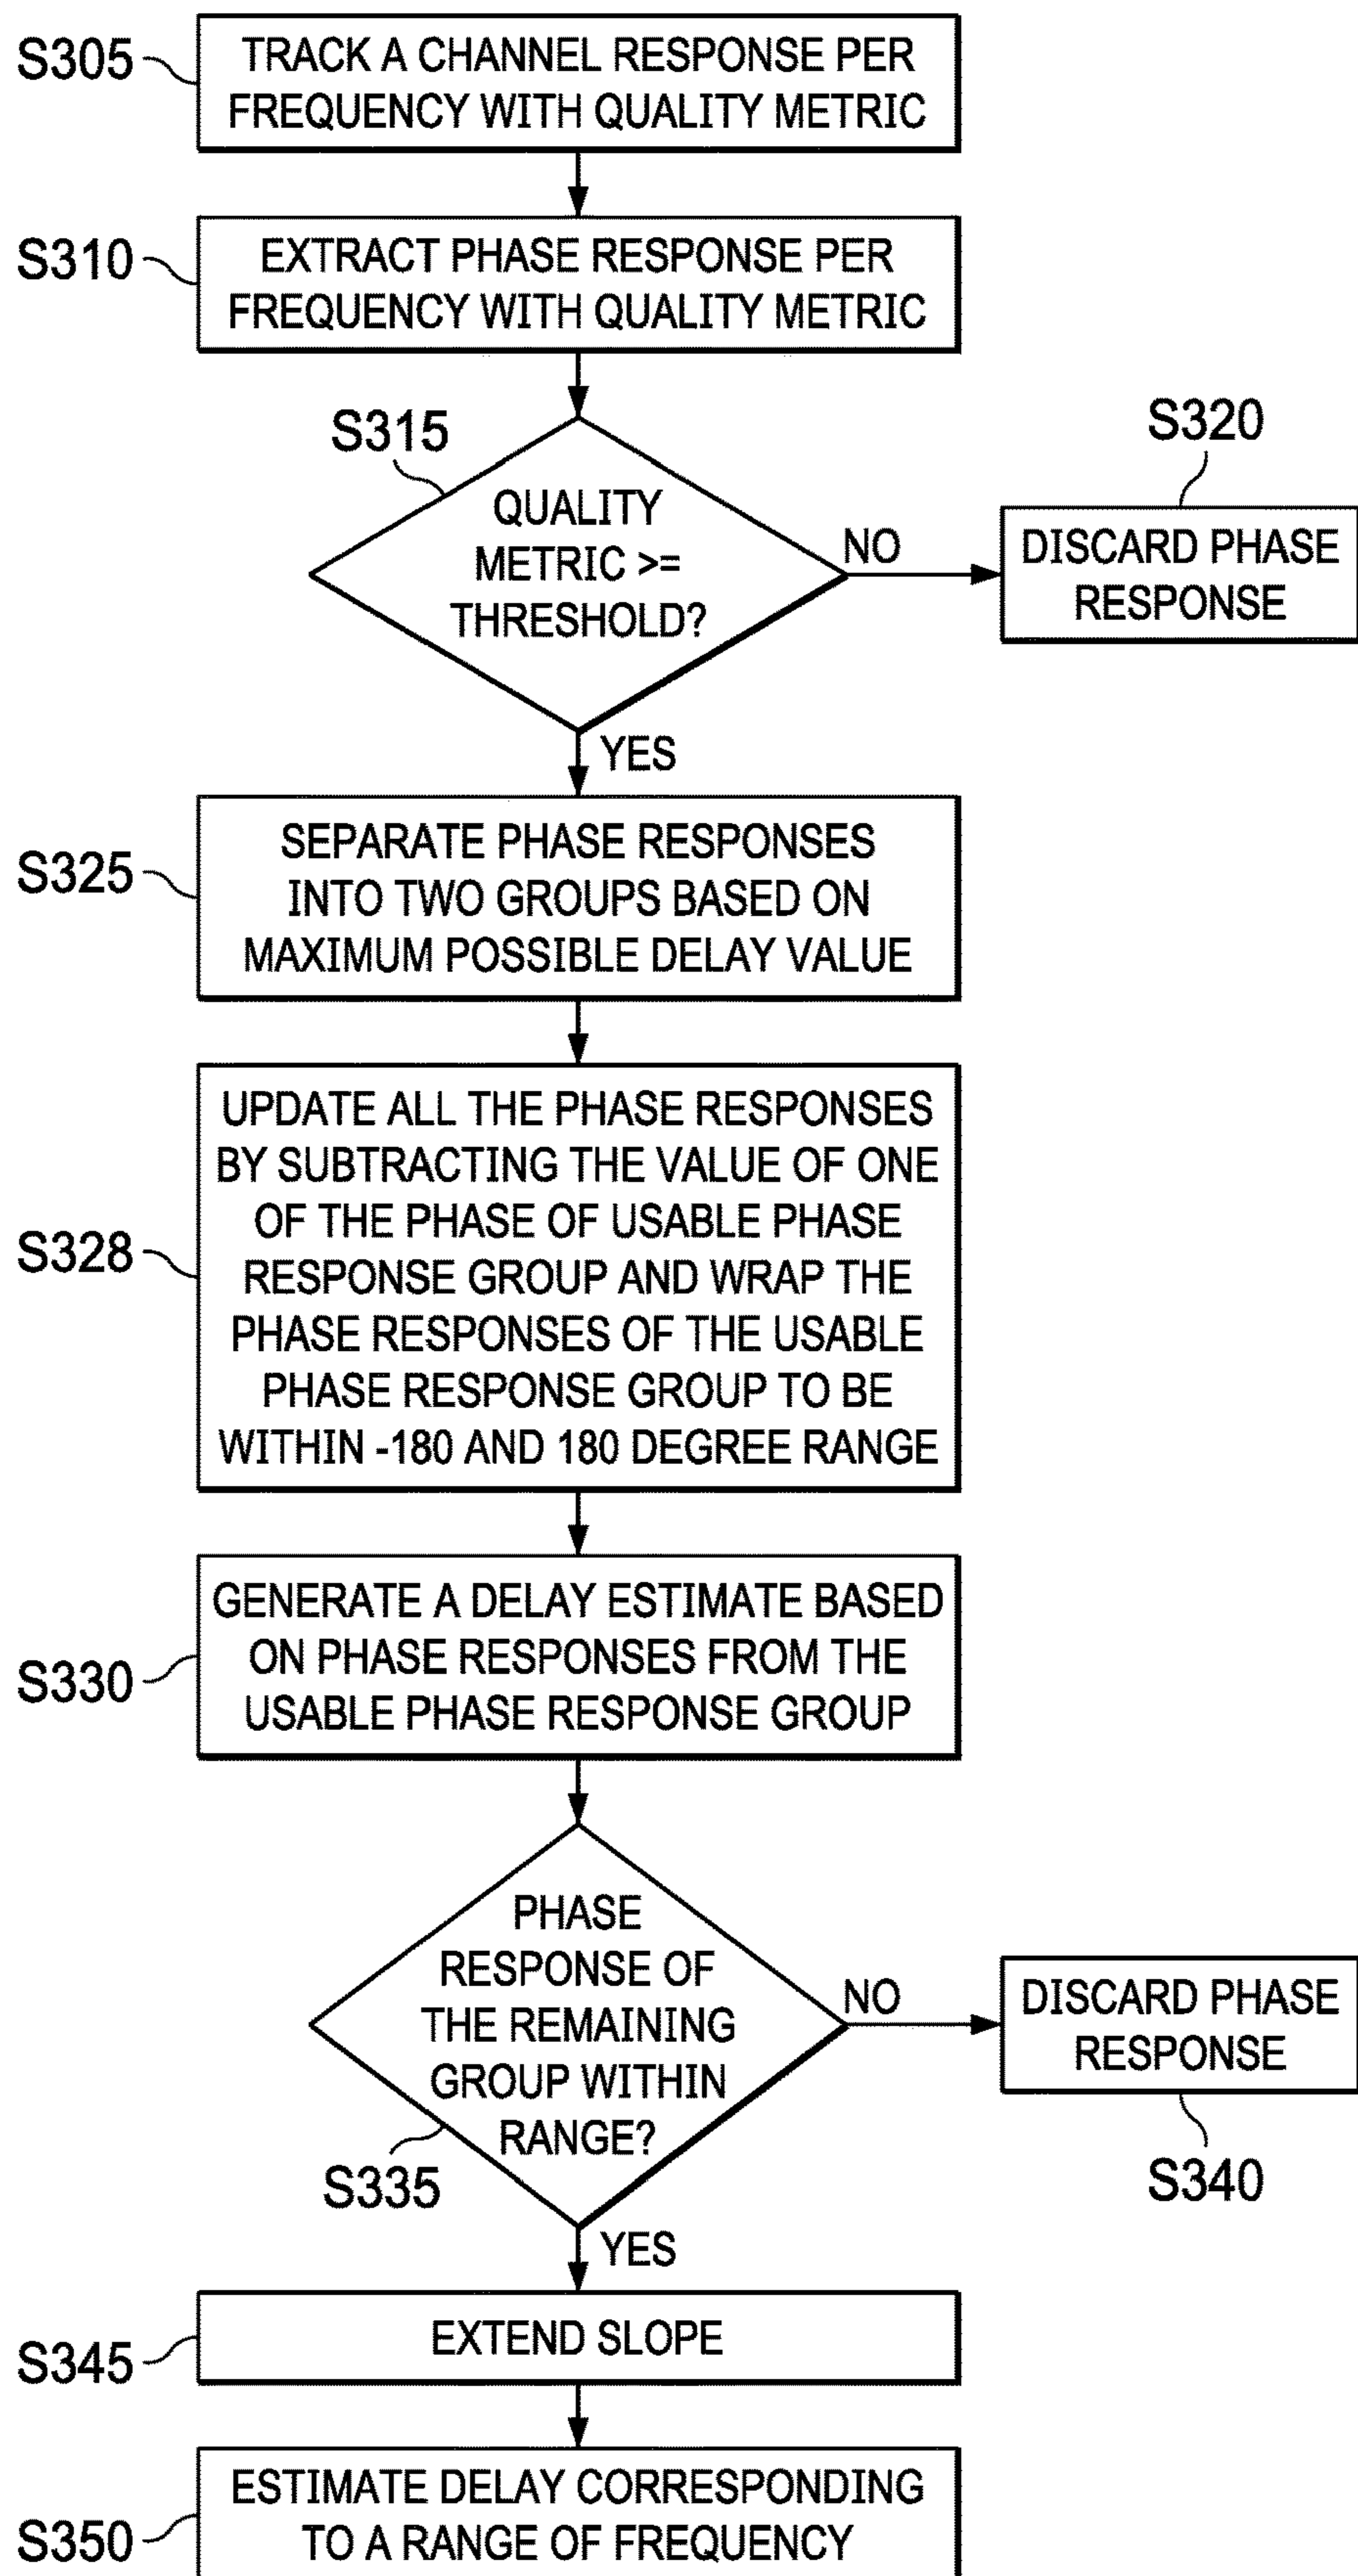 S305
TRACK A CHANNEL RESPONSE PER
FREQUENCY WITH QUALITY METRIC
S310
EXTRACT PHASE RESPONSE PER
FREQUENCY WITH QUALITY METRIC
S315
QUALITY
METRIC >=
THRESHOLD?
NO
S320
DISCARD PHASE
RESPONSE
YES
S325
SEPARATE PHASE RESPONSES
INTO TWO GROUPS BASED ON
MAXIMUM POSSIBLE DELAY VALUE
S328
UPDATE ALL THE PHASE RESPONSES
BY SUBTRACTING THE VALUE OF ONE
OF THE PHASE OF USABLE PHASE
RESPONSE GROUP AND WRAP THE
PHASE RESPONSES OF THE USABLE
PHASE RESPONSE GROUP TO BE
WITHIN -180 AND 180 DEGREE RANGE
S330
GENERATE A DELAY ESTIMATE BASED
ON PHASE RESPONSES FROM THE
USABLE PHASE RESPONSE GROUP
PHASE
RESPONSE OF
THE REMAINING
GROUP WITHIN
RANGE?
S335
NO
DISCARD PHASE
RESPONSE
S340
YES
S345
EXTEND SLOPE
S350
ESTIMATE DELAY CORRESPONDING
TO A RANGE OF FREQUENCY